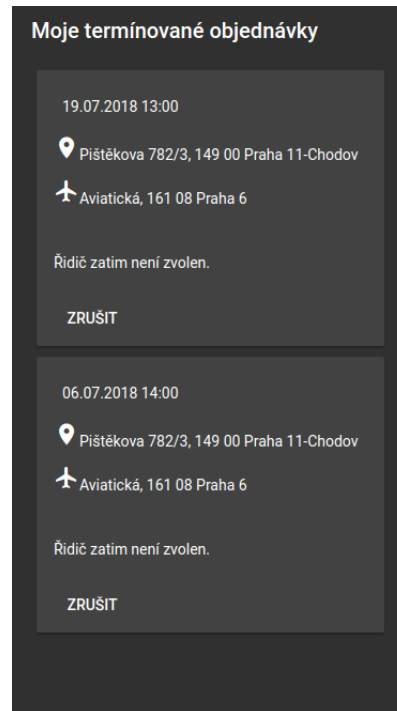 Moje termínované objednávky
19.07.2018 13:00
Pištěkova 782/3, 149 00 Praha 11-Chodov
Aviatická, 161 08 Praha 6
Řidič zatim není zvolen.
ZRUŠIT
06.07.2018 14:00
Pištěkova 782/3, 149 00 Praha 11-Chodov
Aviatická, 161 08 Praha 6
Řidič zatim není zvolen.
ZRUŠIT